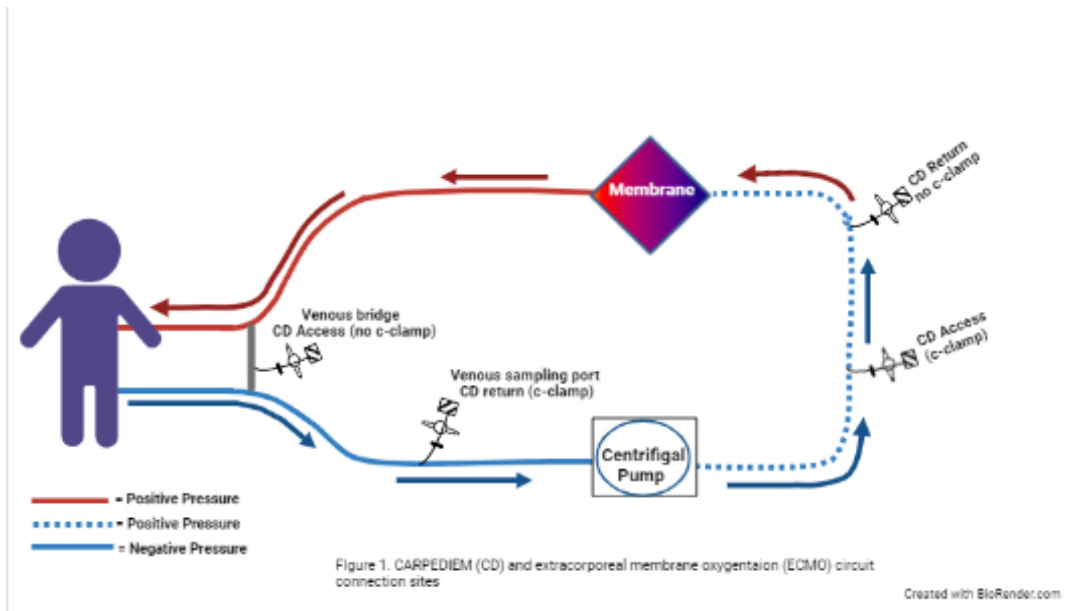 Membrane
CD Return
no c-clamp
Venous bridge
CD Access (no c-clamp)
CD Access
(c-clamp)
Venous sampling port
CD return (c-clamp)
Centrifigal
Pump
= Positive Pressure
= Positive Pressure
= Negative Pressure
Figure 1. CARPEDIEM (CD) and extracorporeal membrane oxygentaion (ECMO) circuit
connection sites
Created with BioRender.com